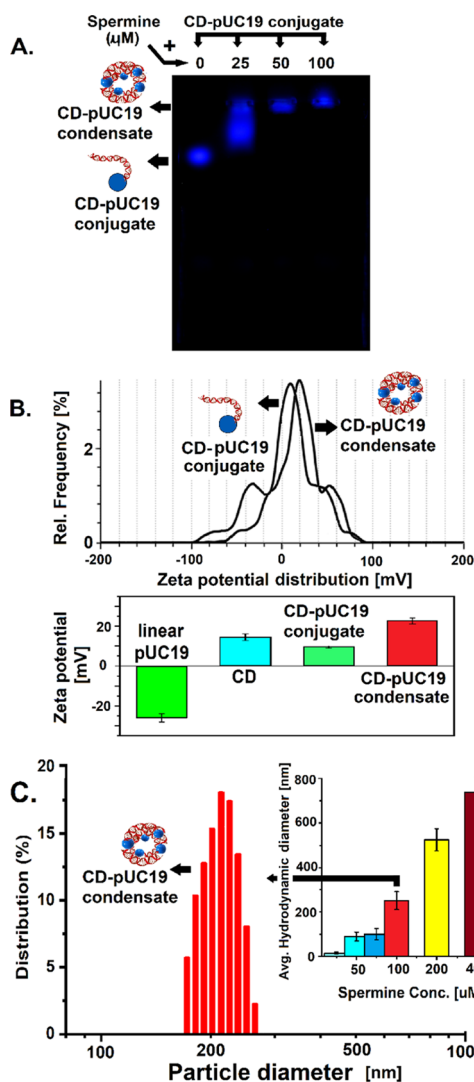 A.
Spermine
(µM)
+
CD-pUC19 conjugate
0 25 50 100
CD-pUC19
condensate
CD-pUC19
conjugate
B.
Rel. Frequency [%]
2
0
CD-pUC19
conjugate
CD-pUC19
condensate
-200 -100 0 100 200
Zeta potential distribution [mV]
Zeta potential
[mV]
20
0
-20
linear
pUC19
CD
CD-pUC19
conjugate
CD-pUC19
condensate
C.
Distribution (%)
20
15
10
5
0
CD-pUC19
condensate
100 200 500
Particle diameter [nm]
Avg. Hydrodynamic diameter [nm]
800
600
400
200
0
50 100 200 4
Spermine Conc. [uM